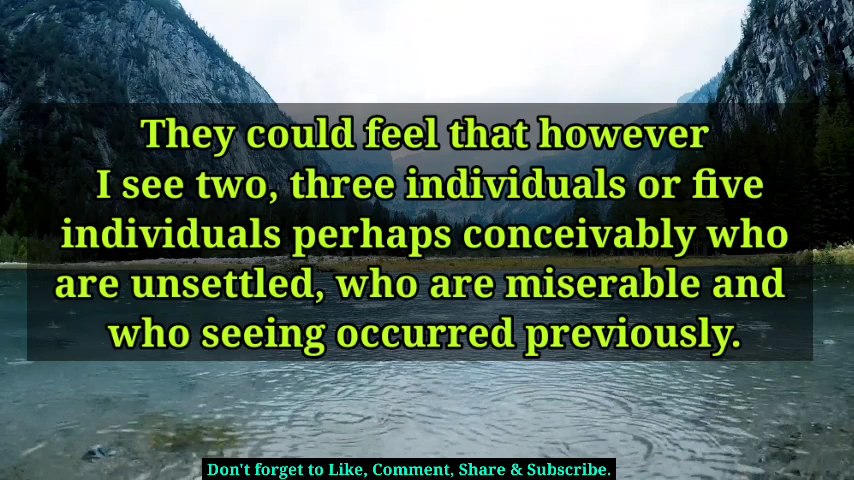 They could feel that however
I see two, three individuals or five
individuals perhaps conceivably who
are unsettled, who are miserable and
who seeing occurred previously.
Don't forget to Like, Comment, Share & Subscribe.